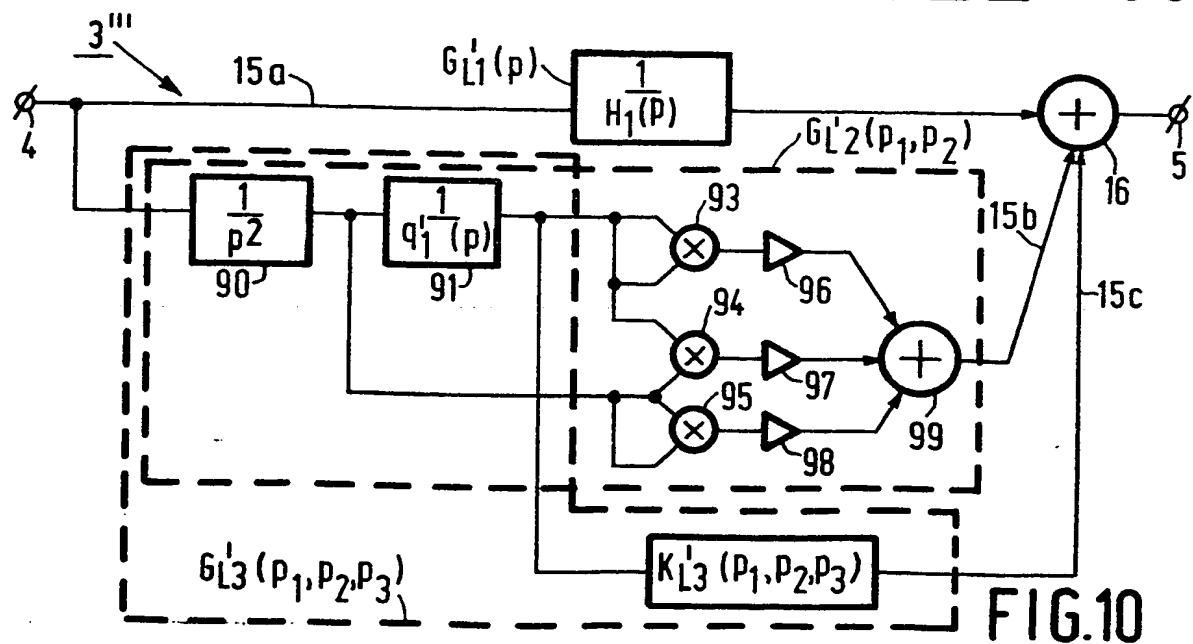 3'''
G'L1(p)
15a
1
H1(p)
4
G'L2(p1,p2)
5
16
1
p2
90
1
q'1(p)
91
93
96
94
97
95
98
99
15b
15c
G'L3(p1,p2,p3)
K'L3(p1,p2,p3)
FIG.10